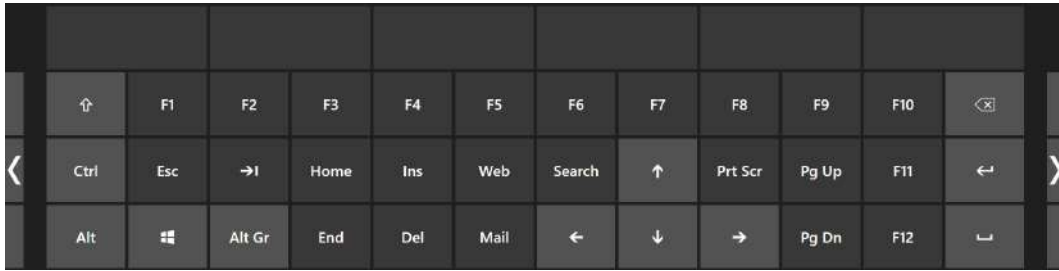 ⇧ F1 F2 F3 F4 F5 F6 F7 F8 F9 F10
Ctrl Esc →I Home Ins Web Search ↑ Prt Scr Pg Up F11 ↵
Alt Alt Gr End Del Mail ← ↓ → Pg Dn F12